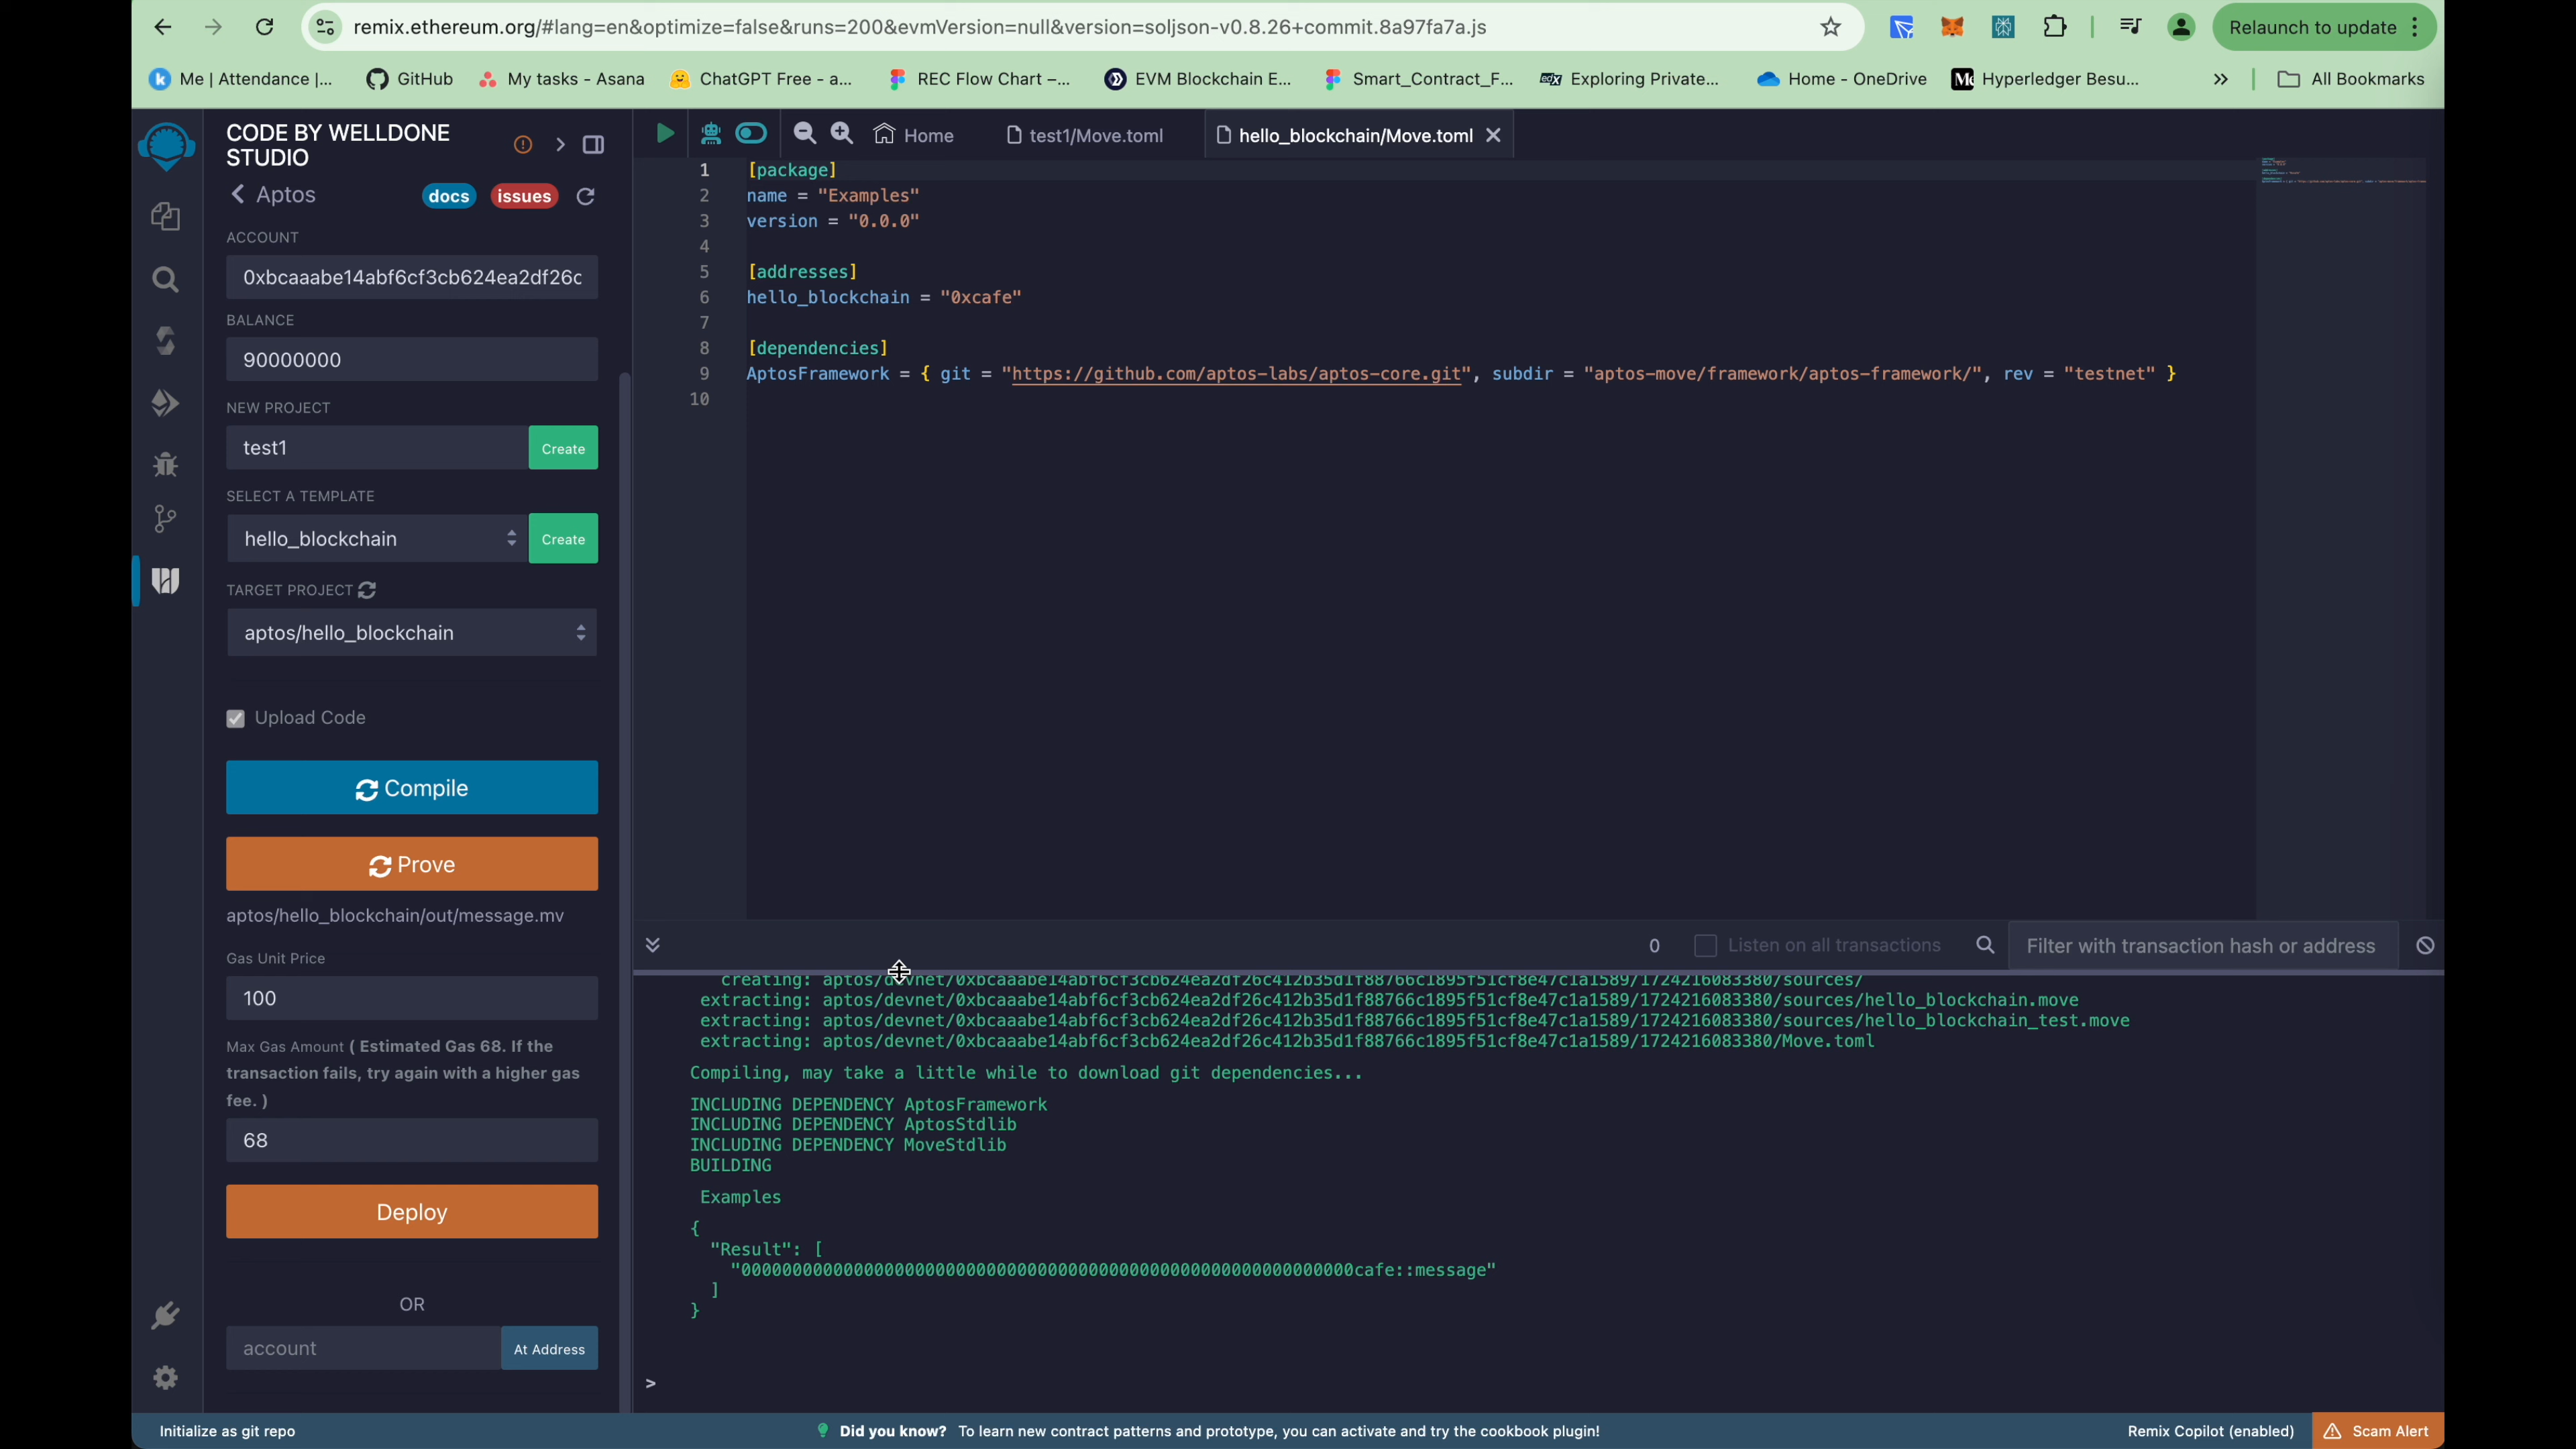 remix.ethereum.org/#lang=en&optimize=false&runs=200&evmVersion=null&version=soljson-v0.8.26+commit.8a97fa7a.js
Relaunch to update
Me | Attendance |...
GitHub
My tasks - Asana
ChatGPT Free - a...
REC Flow Chart –...
EVM Blockchain E...
Smart_Contract_F...
edX Exploring Private...
Home - OneDrive
Hyperledger Besu...
All Bookmarks
CODE BY WELLDONE
STUDIO
Aptos
docs
issues
ACCOUNT
0xbcaaabe14abf6cf3cb624ea2df26c
BALANCE
90000000
NEW PROJECT
test1
Create
SELECT A TEMPLATE
hello_blockchain
Create
TARGET PROJECT
aptos/hello_blockchain
Upload Code
Compile
Prove
aptos/hello_blockchain/out/message.mv
Gas Unit Price
100
Max Gas Amount ( Estimated Gas 68. If the
transaction fails, try again with a higher gas
fee. )
68
Deploy
OR
account
At Address
Home
test1/Move.toml
hello_blockchain/Move.toml
1 [package]
2 name = "Examples"
3 version = "0.0.0"
4
5 [addresses]
6 hello_blockchain = "0xcafe"
7
8 [dependencies]
9 AptosFramework = { git = "https://github.com/aptos-labs/aptos-core.git", subdir = "aptos-move/framework/aptos-framework/", rev = "testnet" }
10
0
Listen on all transactions
Filter with transaction hash or address
creating: aptos/devnet/0xbcaaabe14abf6cf3cb624ea2df26c412b35d1f88766c1895f51cf8e47c1a1589/1724216083380/sources/
extracting: aptos/devnet/0xbcaaabe14abf6cf3cb624ea2df26c412b35d1f88766c1895f51cf8e47c1a1589/1724216083380/sources/hello_blockchain.move
extracting: aptos/devnet/0xbcaaabe14abf6cf3cb624ea2df26c412b35d1f88766c1895f51cf8e47c1a1589/1724216083380/sources/hello_blockchain_test.move
extracting: aptos/devnet/0xbcaaabe14abf6cf3cb624ea2df26c412b35d1f88766c1895f51cf8e47c1a1589/1724216083380/Move.toml
Compiling, may take a little while to download git dependencies...
INCLUDING DEPENDENCY AptosFramework
INCLUDING DEPENDENCY AptosStdlib
INCLUDING DEPENDENCY MoveStdlib
BUILDING
Examples
{
"Result": [
"000000000000000000000000000000000000000000000000000000000000cafe::message"
]
}
>
Initialize as git repo
Did you know? To learn new contract patterns and prototype, you can activate and try the cookbook plugin!
Remix Copilot (enabled)
Scam Alert